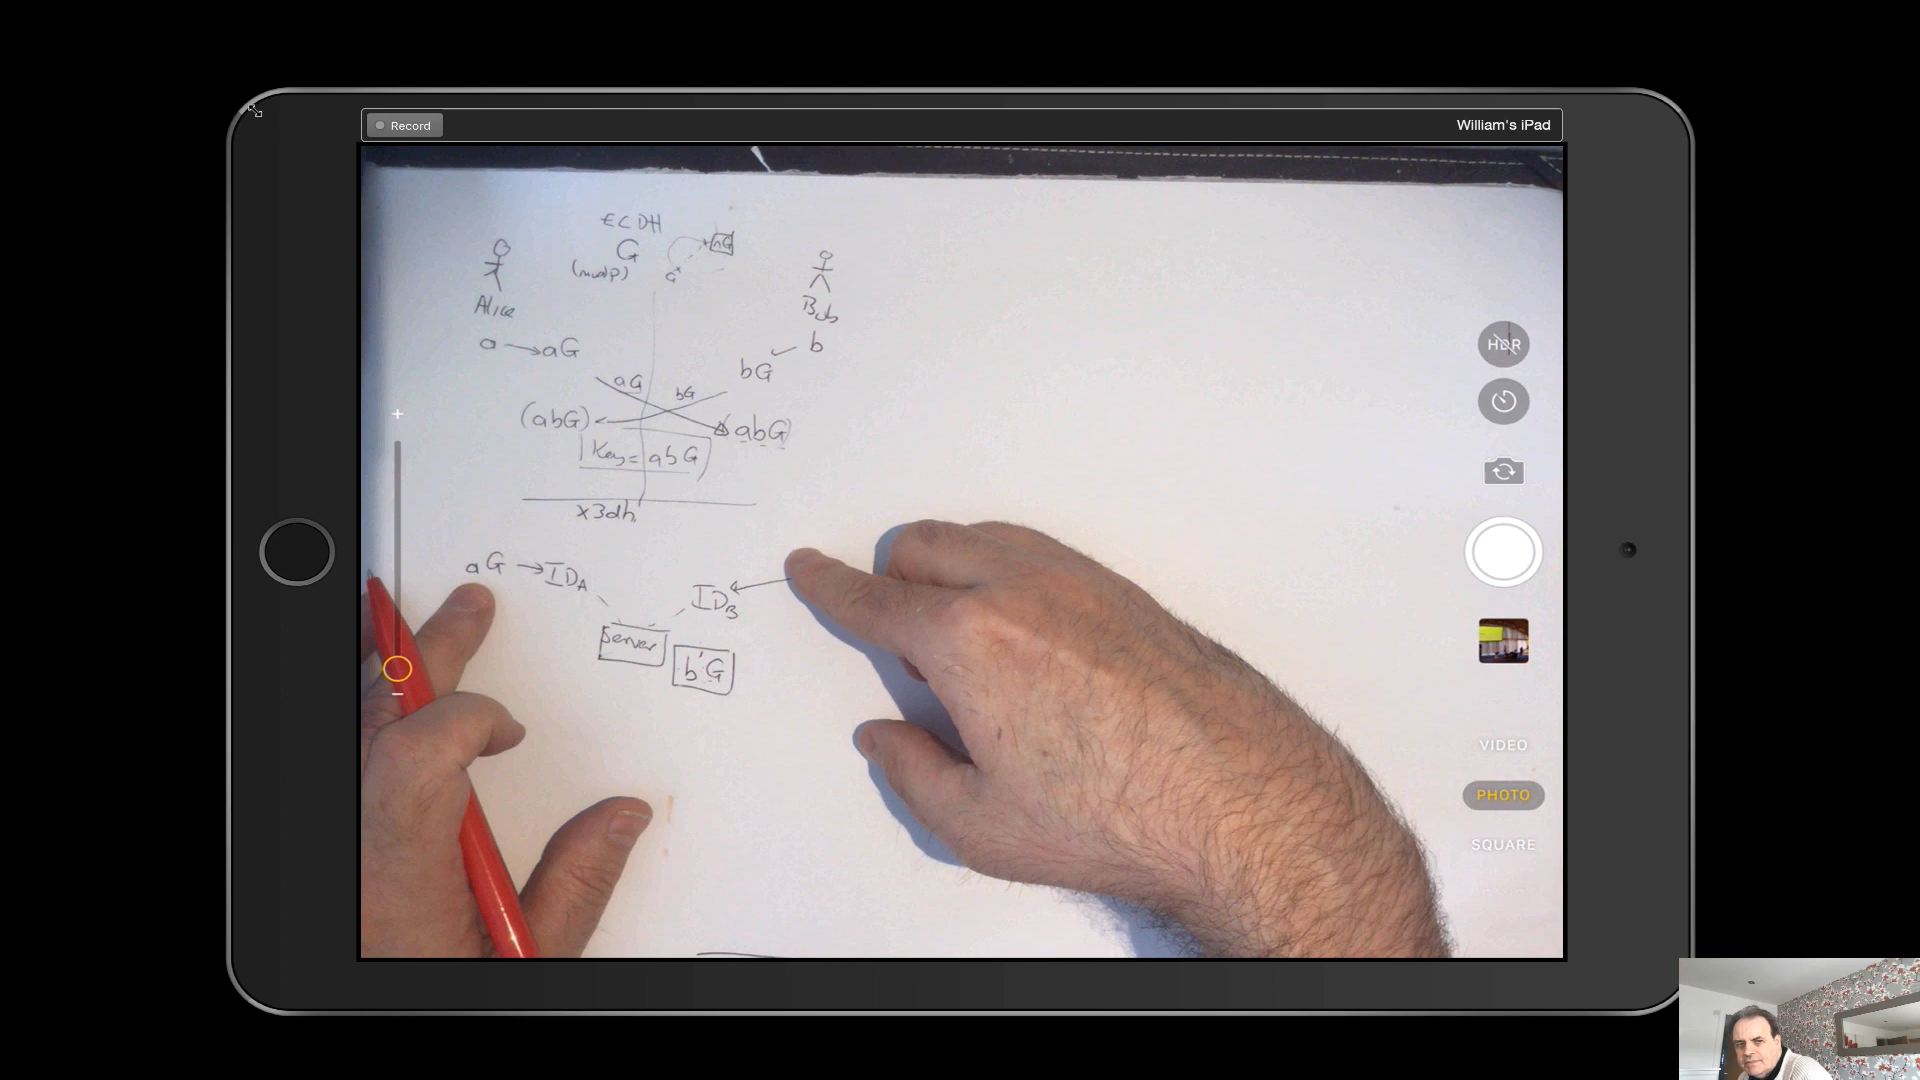 Record
William's iPad
ECDH
G
nG
(mod p)
G
Alice
Bob
a → aG
b
bG
aG
bG
(abG)
(abG)
Key = abG
x3dh
aG → IDA
IDB
Server
b'G
HDR
+
−
VIDEO
PHOTO
SQUARE